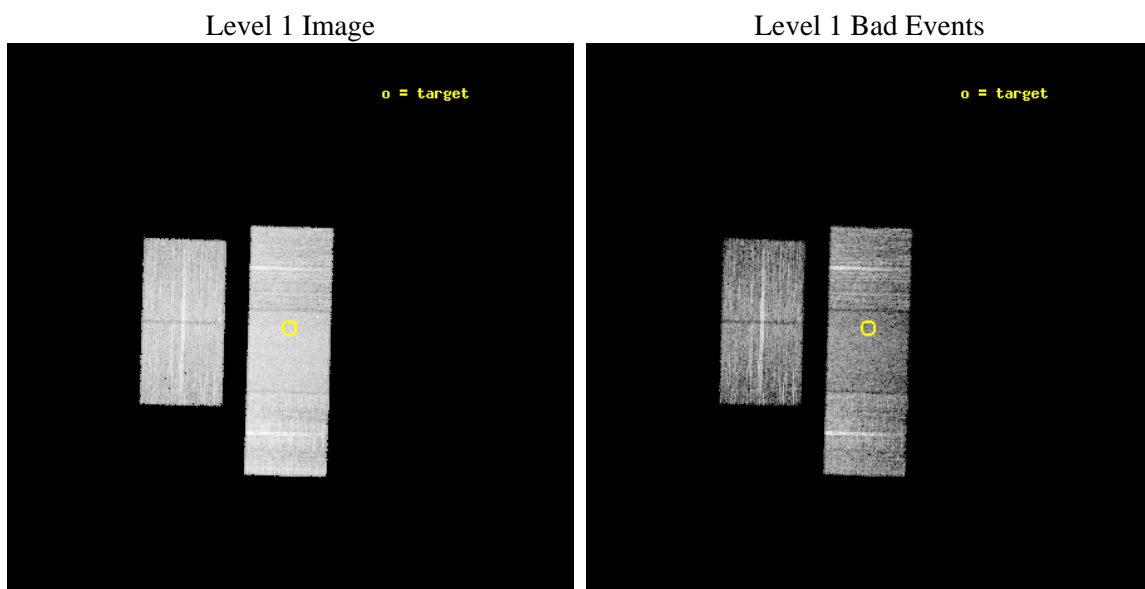 Level 1 Image
Level 1 Bad Events
o = target
o = target